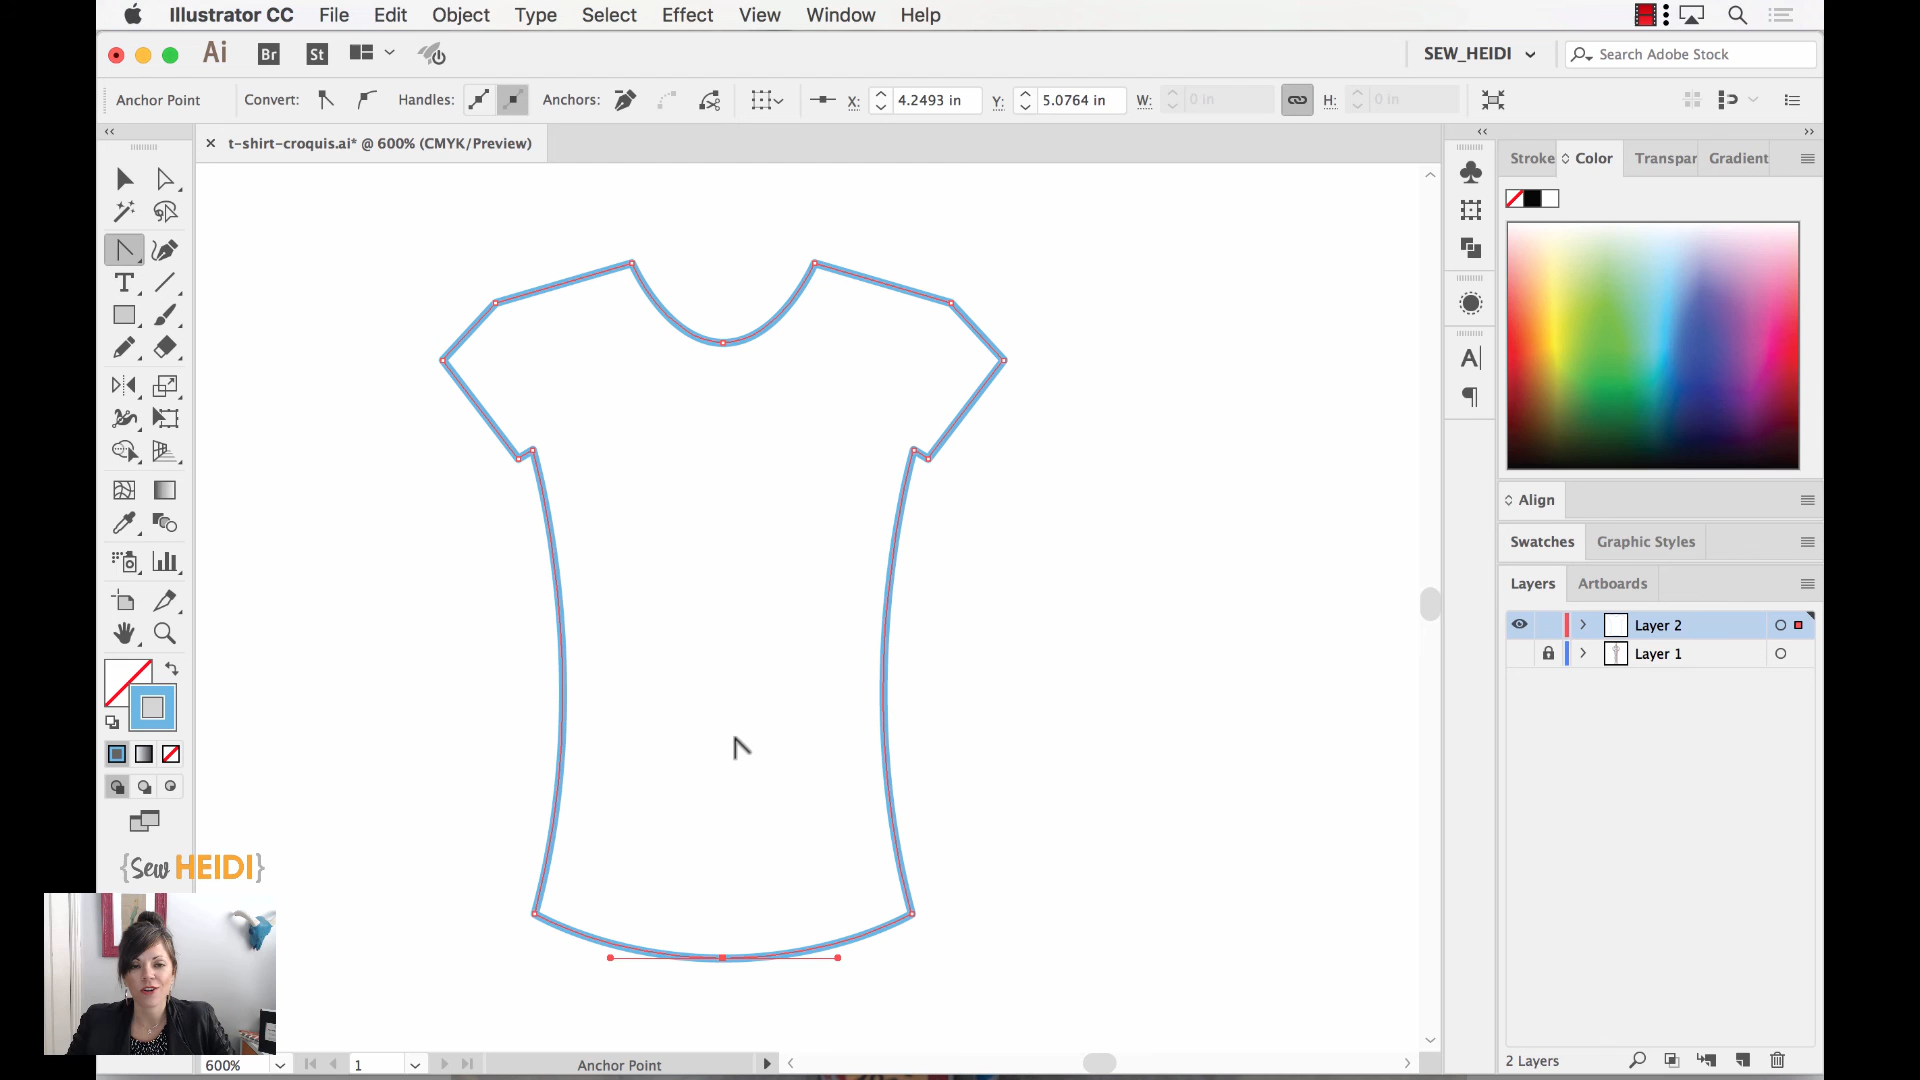 Illustrator CC File Edit Object Type Select Effect View Window Help
Ai Br St SEW_HEIDI Search Adobe Stock
Anchor Point Convert: Handles: Anchors: X: 4.2493 in Y: 5.0764 in W: 0 in H: 0 in
t-shirt-croquis.ai* @ 600% (CMYK/Preview)
Stroke Color Transpar Gradient
Align
Swatches Graphic Styles
Layers Artboards
Layer 2
Layer 1
{Sew HEIDI}
600% 1 Anchor Point 2 Layers